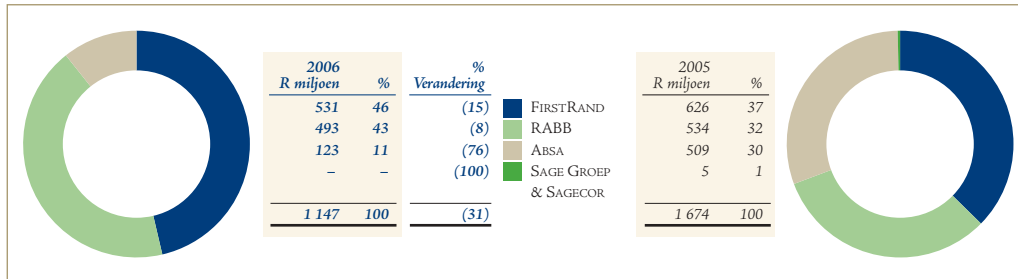 2006 % 2005
R miljoen % Verandering R miljoen %
531 46 (15) FIRSTRAND 626 37
493 43 (8) RABB 534 32
123 11 (76) ABSA 509 30
– – (100) SAGE GROEP 5 1
& SAGECOR
1 147 100 (31) 1 674 100